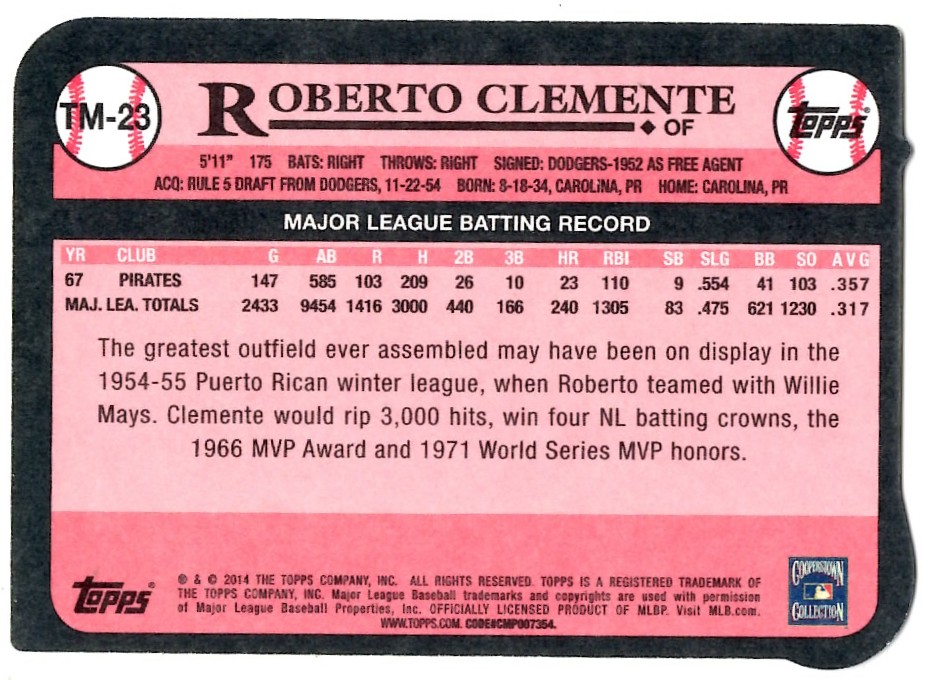 TM-23
ROBERTO CLEMENTE
OF
TOPPS
5'11" 175 BATS: RIGHT THROWS: RIGHT SIGNED: DODGERS-1952 AS FREE AGENT
ACQ: RULE 5 DRAFT FROM DODGERS, 11-22-54 BORN: 8-18-34, CAROLINA, PR HOME: CAROLINA, PR
MAJOR LEAGUE BATTING RECORD
YR CLUB G AB R H 2B 3B HR RBI SB SLG BB SO AVG
67 PIRATES 147 585 103 209 26 10 23 110 9 .554 41 103 .357
MAJ. LEA. TOTALS 2433 9454 1416 3000 440 166 240 1305 83 .475 621 1230 .317
The greatest outfield ever assembled may have been on display in the
1954-55 Puerto Rican winter league, when Roberto teamed with Willie
Mays. Clemente would rip 3,000 hits, win four NL batting crowns, the
1966 MVP Award and 1971 World Series MVP honors.
TOPPS®
® & © 2014 THE TOPPS COMPANY, INC. ALL RIGHTS RESERVED. TOPPS IS A REGISTERED TRADEMARK OF
THE TOPPS COMPANY, INC. Major League Baseball trademarks and copyrights are used with permission
of Major League Baseball Properties, Inc. OFFICIALLY LICENSED PRODUCT OF MLBP. Visit MLB.com.
WWW.TOPPS.COM. CODE#CMP007354.
COOPERSTOWN
COLLECTION